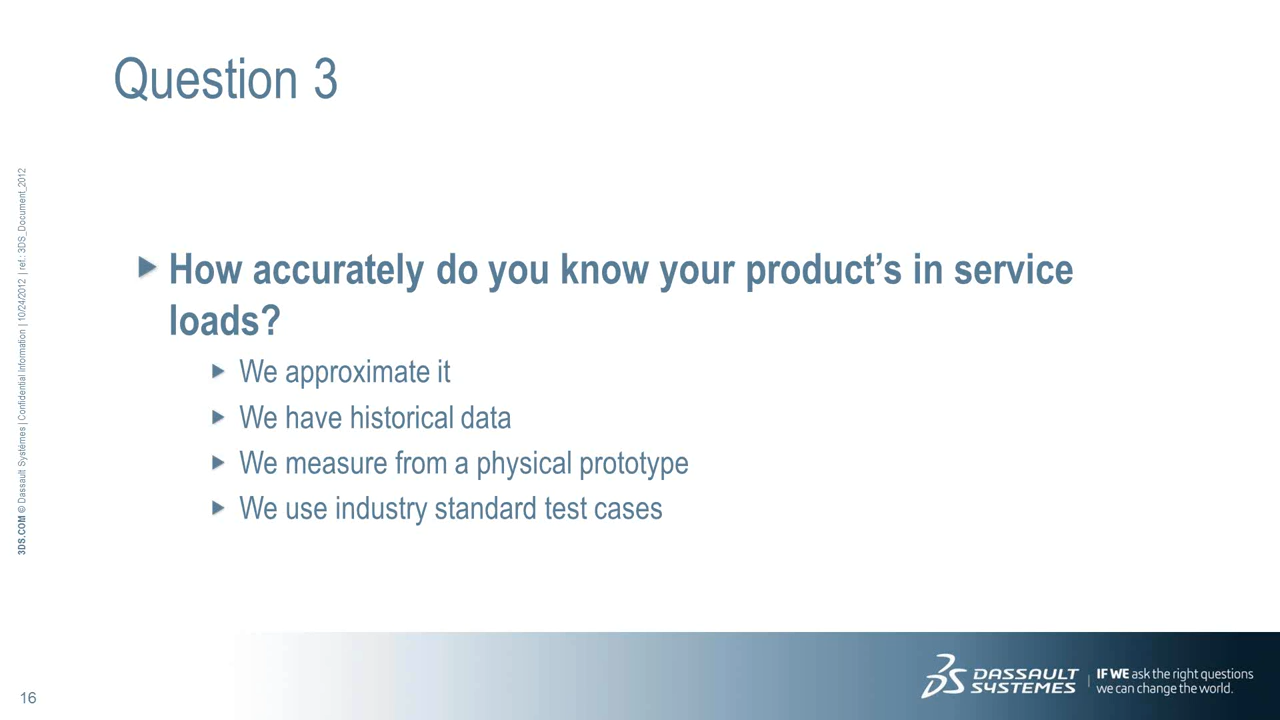 Question 3
How accurately do you know your product’s in service
loads?
We approximate it
We have historical data
We measure from a physical prototype
We use industry standard test cases
3DS.COM © Dassault Systèmes | Confidential Information | 10/24/2012 | ref.: 3DS_Document_2012
16
DASSAULT
SYSTEMES
IF WE ask the right questions
we can change the world.